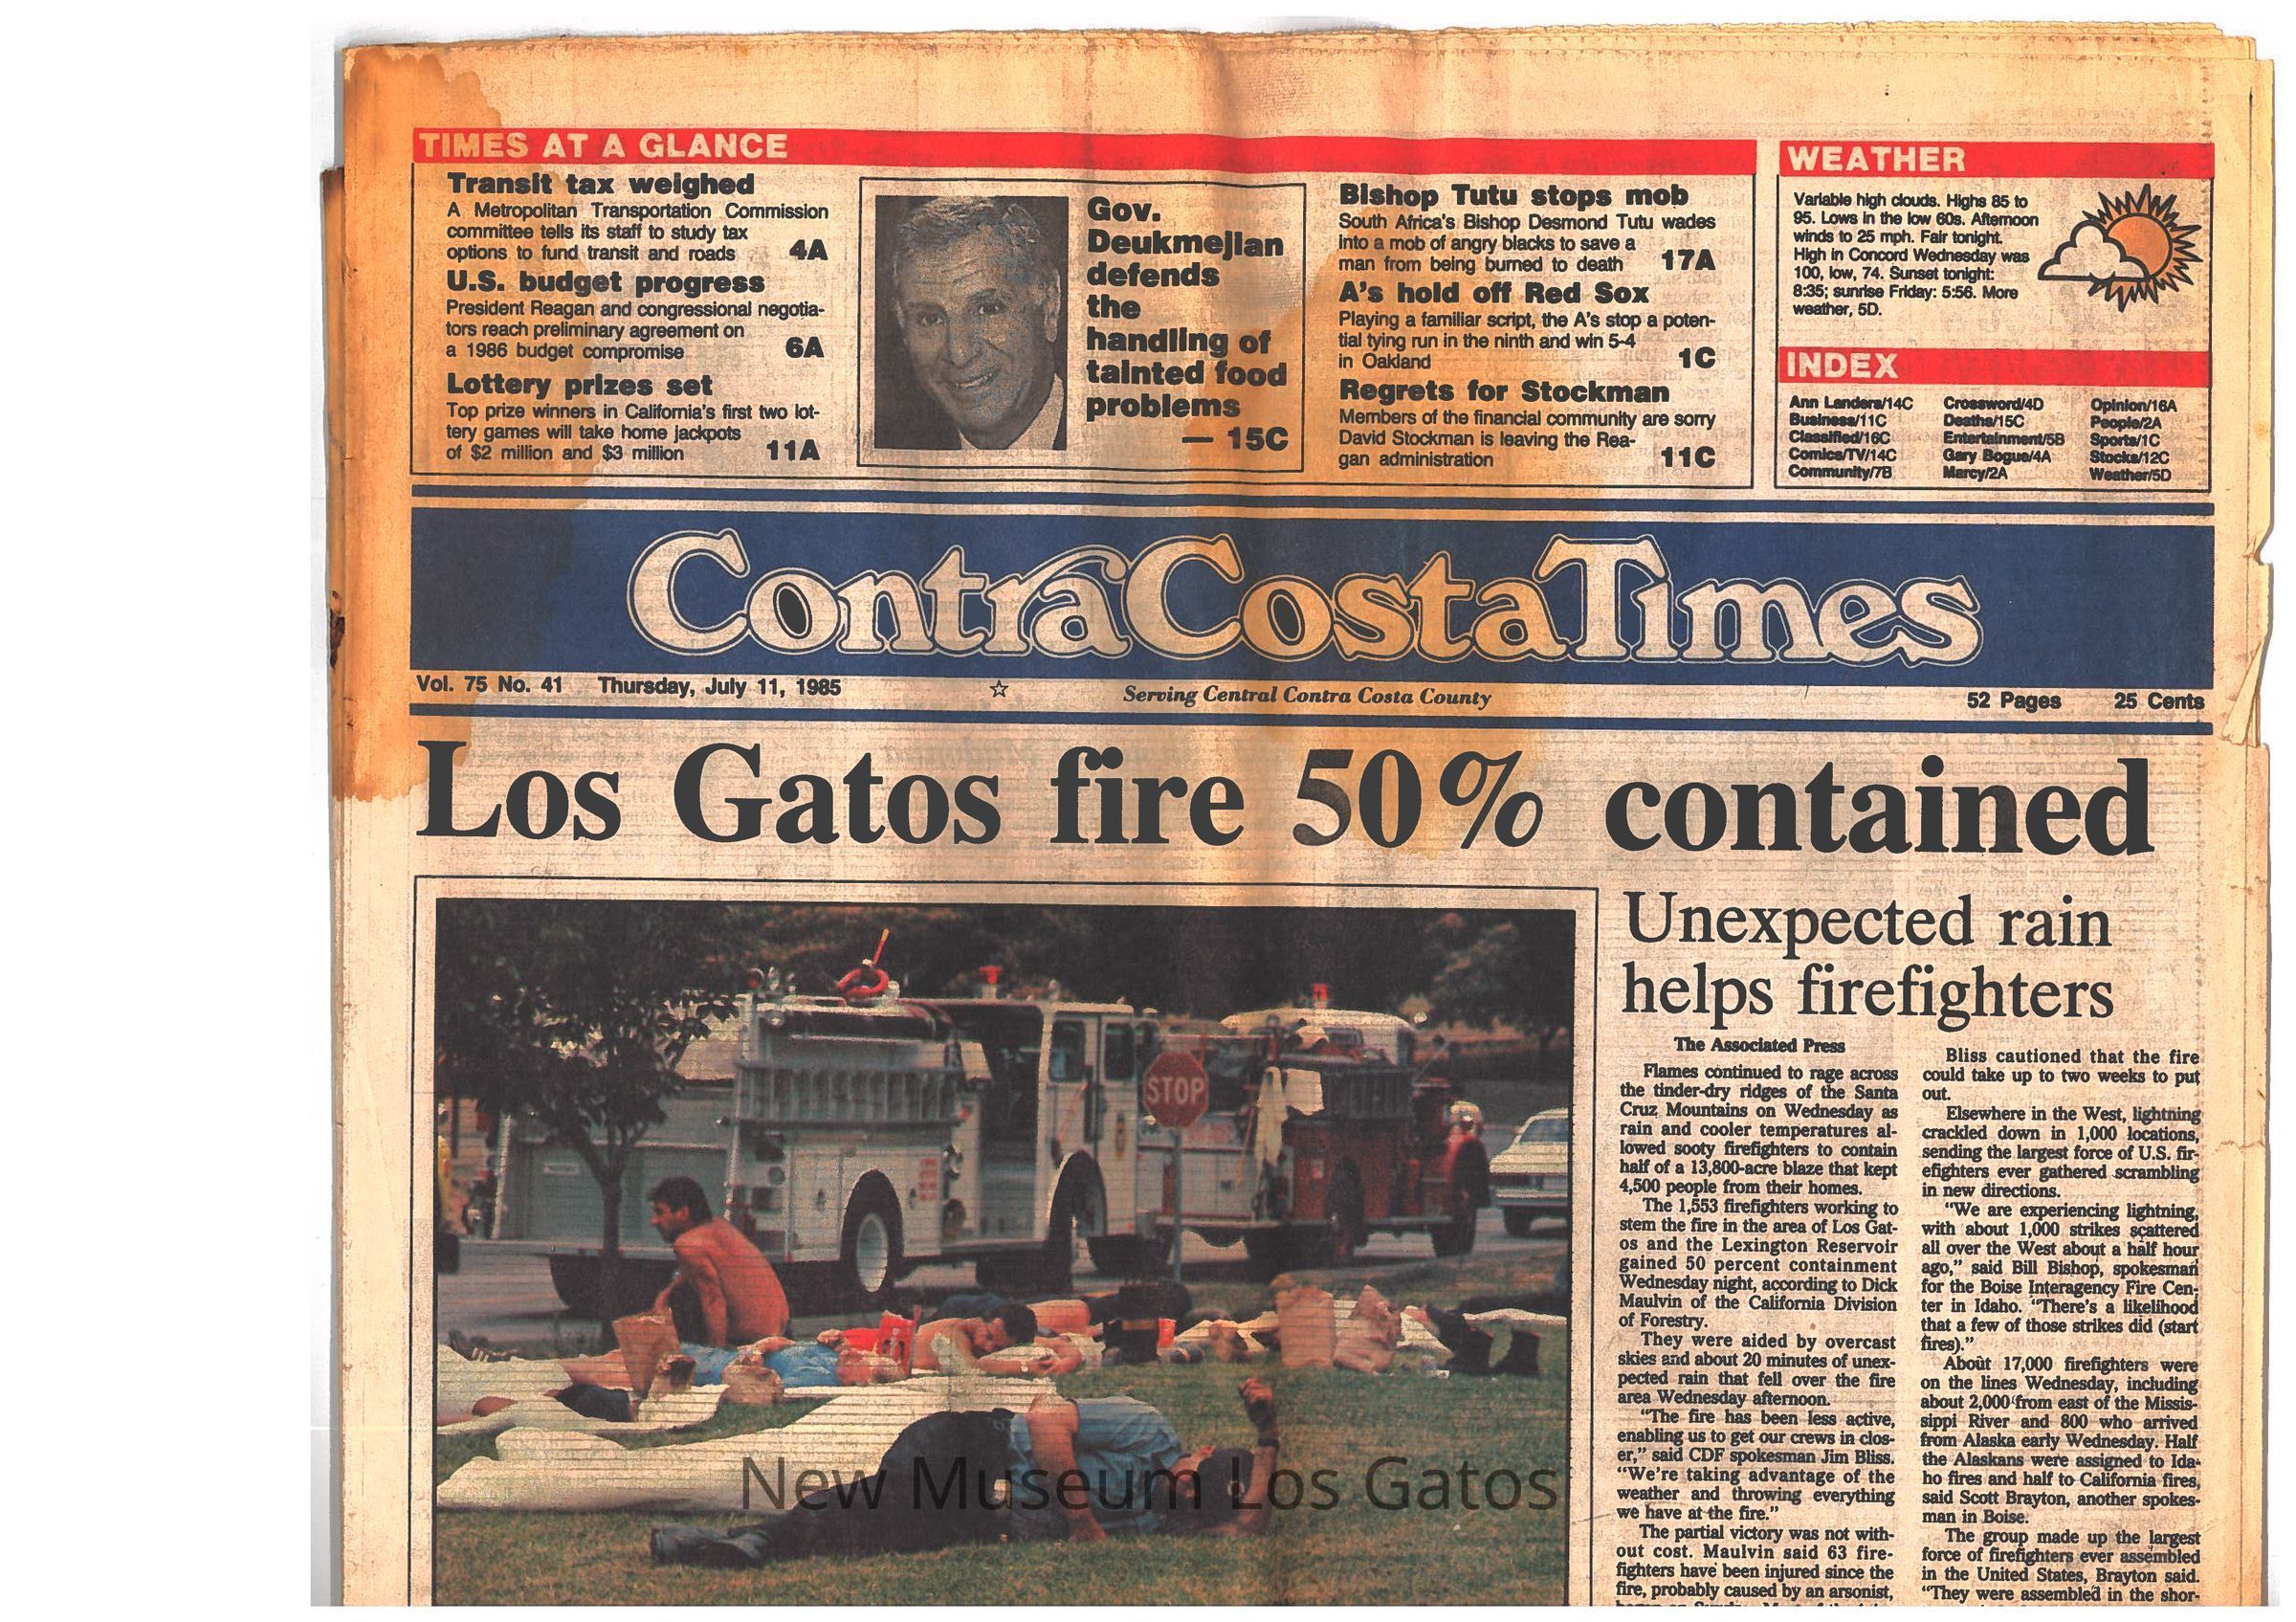 TIMES AT A GLANCE
Transit tax weighed
A Metropolitan Transportation Commission
committee tells its staff to study tax
options to fund transit and roads 4A
U.S. budget progress
President Reagan and congressional negotia-
tors reach preliminary agreement on
a 1986 budget compromise 6A
Lottery prizes set
Top prize winners in California's first two lot-
tery games will take home jackpots
of $2 million and $3 million 11A
Gov.
Deukmejian
defends
the
handling of
tainted food
problems
— 15C
Bishop Tutu stops mob
South Africa's Bishop Desmond Tutu wades
into a mob of angry blacks to save a
man from being burned to death 17A
A's hold off Red Sox
Playing a familiar script, the A's stop a poten-
tial tying run in the ninth and win 5-4
in Oakland 1C
Regrets for Stockman
Members of the financial community are sorry
David Stockman is leaving the Rea-
gan administration 11C
WEATHER
Variable high clouds. Highs 85 to
95. Lows in the low 60s. Afternoon
winds to 25 mph. Fair tonight.
High in Concord Wednesday was
100, low, 74. Sunset tonight:
8:35; sunrise Friday: 5:56. More
weather, 5D.
INDEX
Ann Landers/14C
Business/11C
Classified/16C
Comics/TV/14C
Community/7B
Crossword/4D
Deaths/15C
Entertainment/5B
Gary Bogue/4A
Marcy/2A
Opinion/16A
People/2A
Sports/1C
Stocks/12C
Weather/5D
ContraCostaTimes
Vol. 75 No. 41 Thursday, July 11, 1985 ☆ Serving Central Contra Costa County 52 Pages 25 Cents
Los Gatos fire 50% contained
STOP
New Museum Los Gatos
Unexpected rain
helps firefighters
The Associated Press
Flames continued to rage across
the tinder-dry ridges of the Santa
Cruz Mountains on Wednesday as
rain and cooler temperatures al-
lowed sooty firefighters to contain
half of a 13,800-acre blaze that kept
4,500 people from their homes.
The 1,553 firefighters working to
stem the fire in the area of Los Gat-
os and the Lexington Reservoir
gained 50 percent containment
Wednesday night, according to Dick
Maulvin of the California Division
of Forestry.
They were aided by overcast
skies and about 20 minutes of unex-
pected rain that fell over the fire
area Wednesday afternoon.
"The fire has been less active,
enabling us to get our crews in clos-
er," said CDF spokesman Jim Bliss.
"We're taking advantage of the
weather and throwing everything
we have at the fire."
The partial victory was not with-
out cost. Maulvin said 63 fire-
fighters have been injured since the
fire, probably caused by an arsonist,
Bliss cautioned that the fire
could take up to two weeks to put
out.
Elsewhere in the West, lightning
crackled down in 1,000 locations,
sending the largest force of U.S. fir-
efighters ever gathered scrambling
in new directions.
"We are experiencing lightning,
with about 1,000 strikes scattered
all over the West about a half hour
ago," said Bill Bishop, spokesman
for the Boise Interagency Fire Cen-
ter in Idaho. "There's a likelihood
that a few of those strikes did (start
fires)."
About 17,000 firefighters were
on the lines Wednesday, including
about 2,000 from east of the Missis-
sippi River and 800 who arrived
from Alaska early Wednesday. Half
the Alaskans were assigned to Ida-
ho fires and half to California fires,
said Scott Brayton, another spokes-
man in Boise.
The group made up the largest
force of firefighters ever assembled
in the United States, Brayton said.
"They were assembled in the shor-